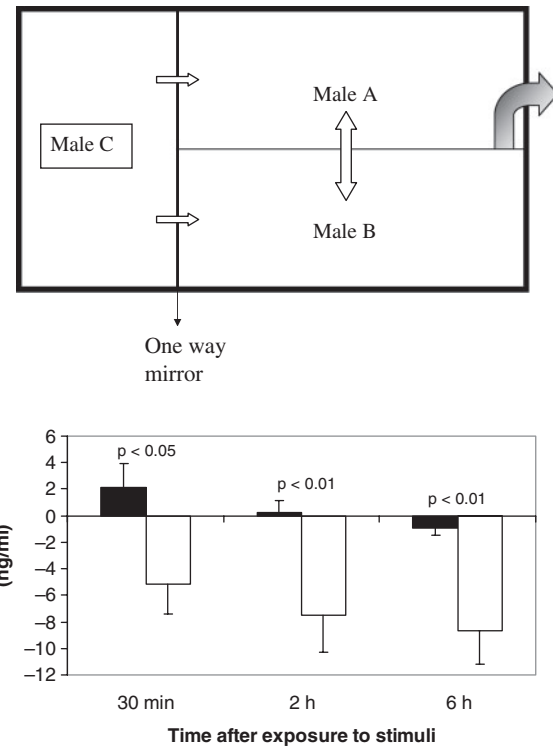 Male A
Male C
Male B
One way
mirror
6
4
2
0
−2
−4
−6
−8
−10
−12
p < 0.05
p < 0.01
p < 0.01
(ng/ml)
30 min 2 h 6 h
Time after exposure to stimuli